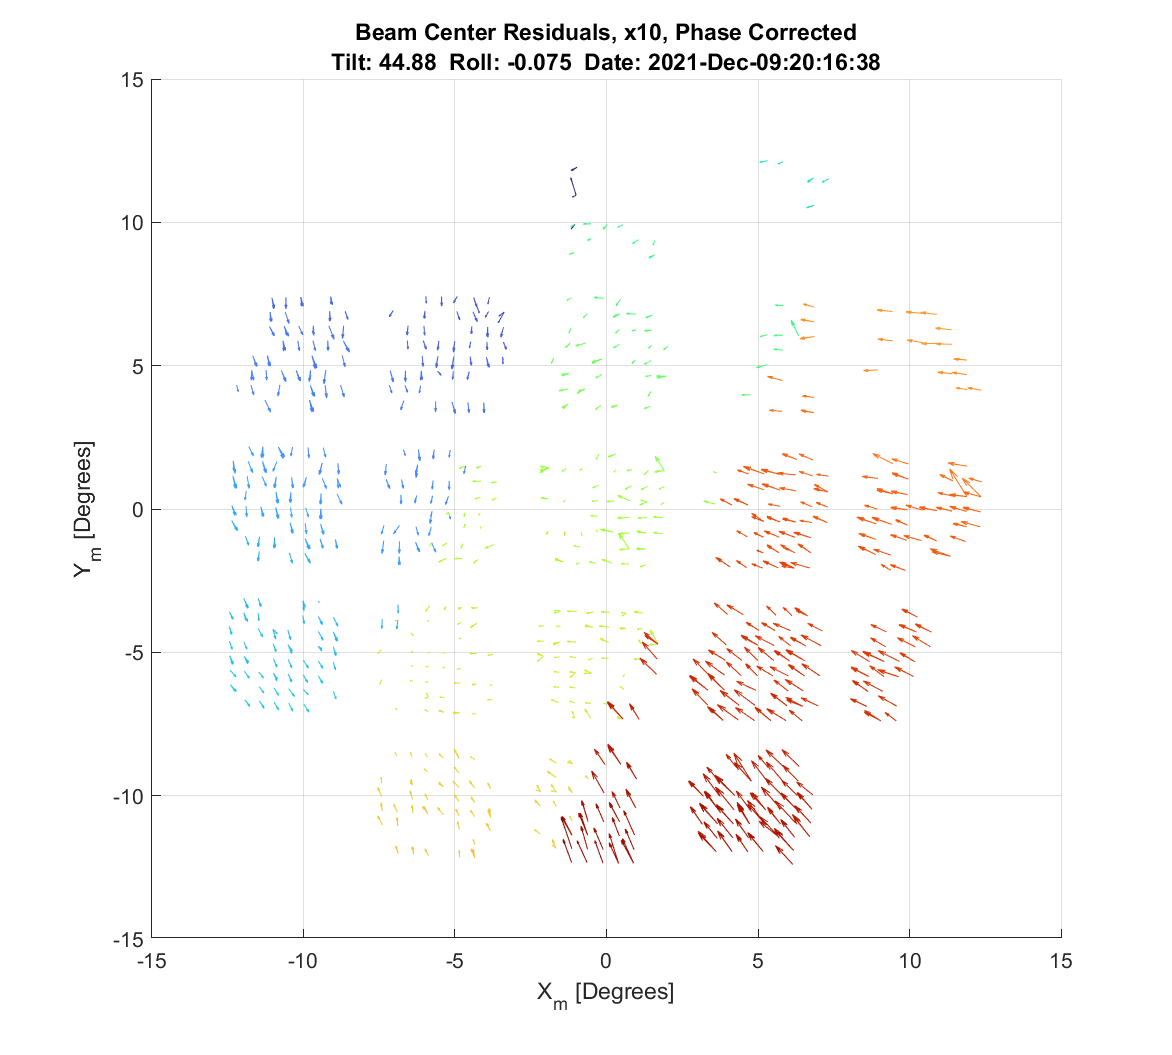 Beam Center Residuals, x10, Phase Corrected
Tilt: 44.88 Roll: -0.075 Date: 2021-Dec-09:20:16:38
15
10
5
0
-5
-10
-15
Y_m [Degrees]
-15 -10 -5 0 5 10 15
X_m [Degrees]